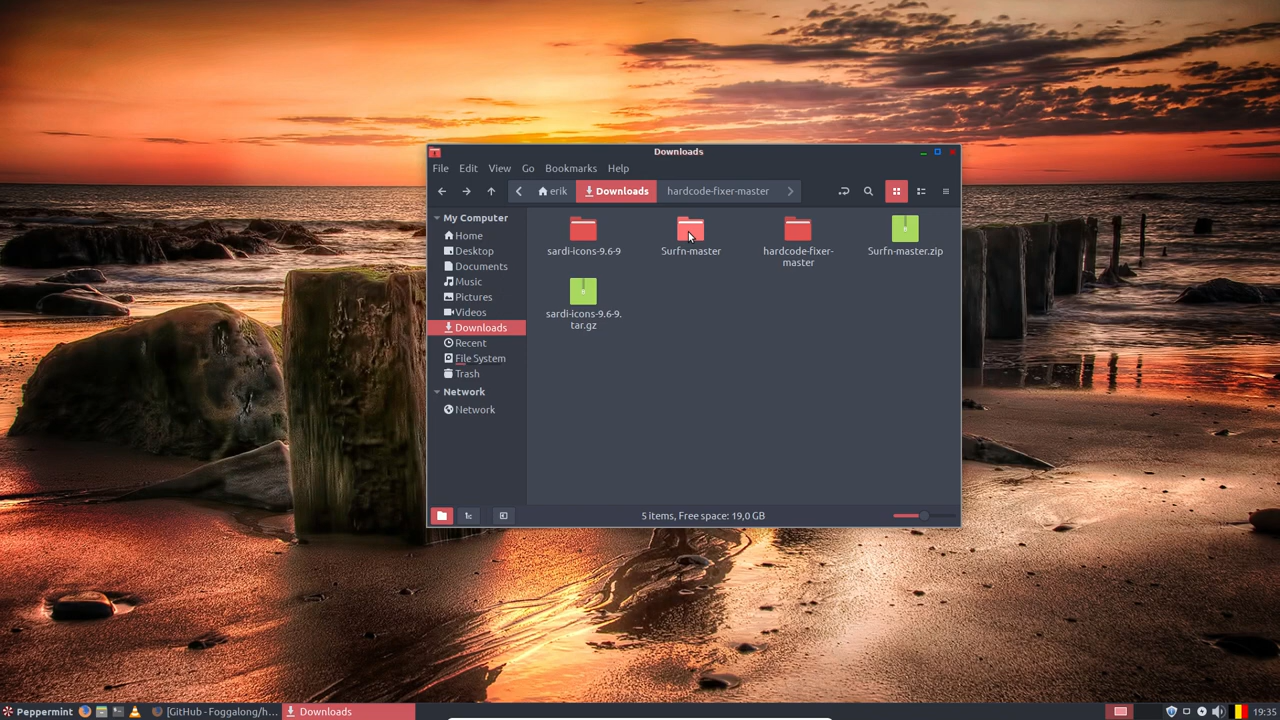 Downloads
File Edit View Go Bookmarks Help
erik Downloads hardcode-fixer-master
My Computer
Home
Desktop
Documents
Music
Pictures
Videos
Downloads
Recent
File System
Trash
Network
Network
sardi-icons-9.6-9
Surfn-master
hardcode-fixer-
master
Surfn-master.zip
sardi-icons-9.6-9.
tar.gz
5 items, Free space: 19,0 GB
Peppermint [GitHub - Foggalong/h... Downloads 19:35